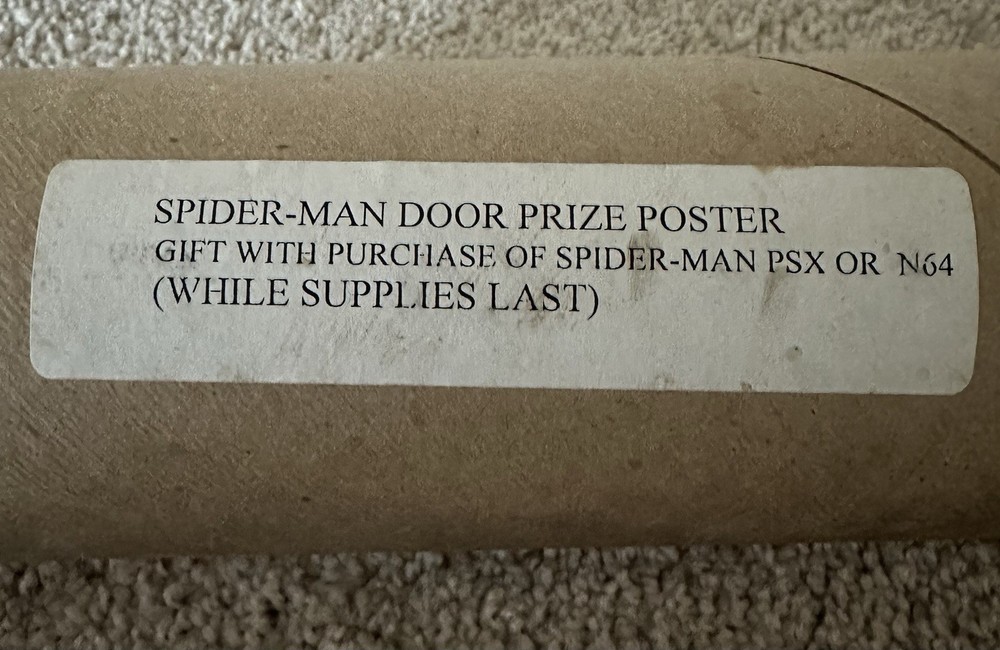 SPIDER-MAN DOOR PRIZE POSTER
GIFT WITH PURCHASE OF SPIDER-MAN PSX OR N64
(WHILE SUPPLIES LAST)